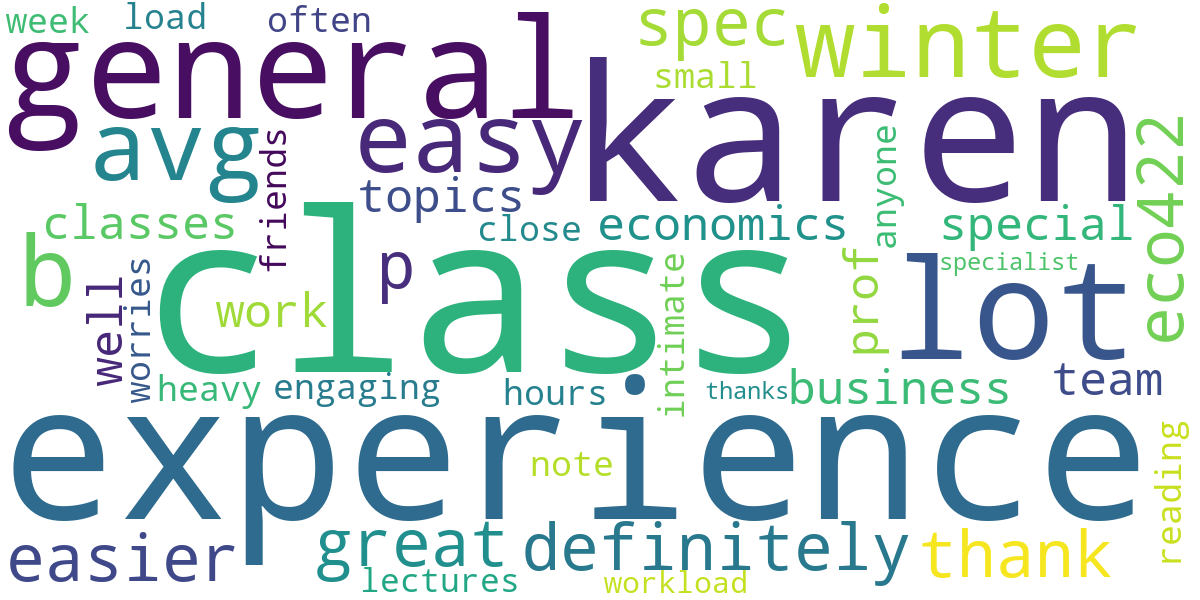 week
load
often
spec
winter
general
small
karen
avg
easy
friends
anyone
eco422
topics
classes
close
economics
special
b
p
class
prof
lot
specialist
well
worries
work
intimate
heavy
engaging
hours
thanks
business
team
experience
note
reading
easier
great
definitely
thank
lectures
workload